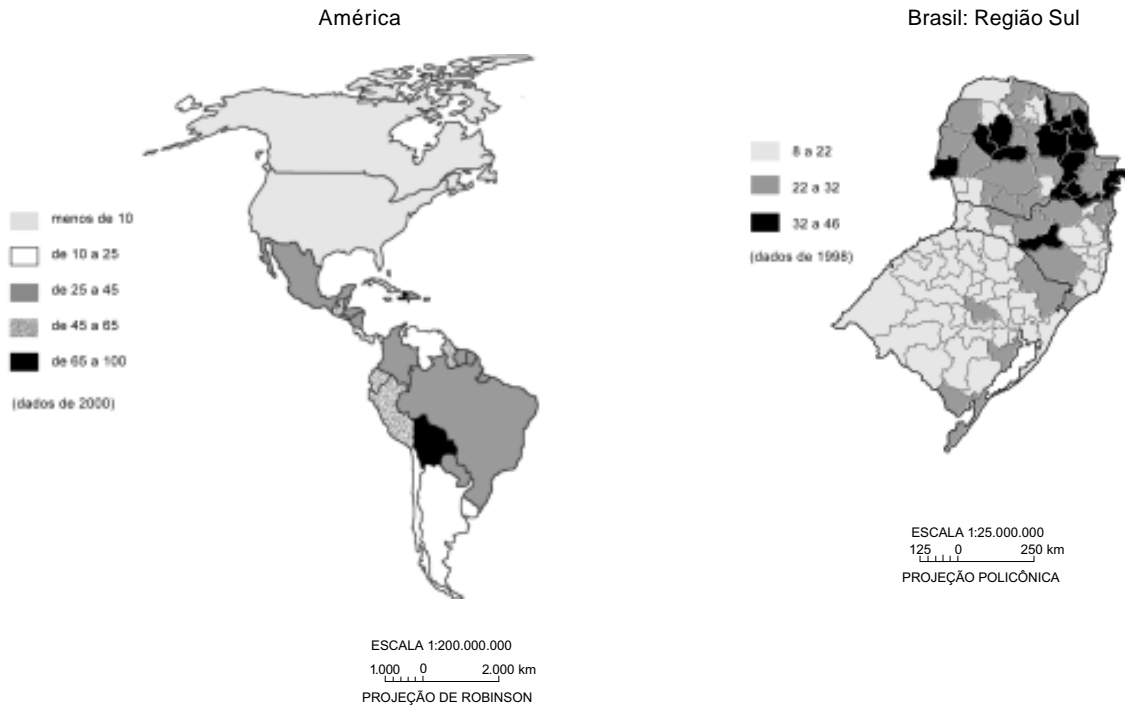 América
menos de 10
de 10 a 25
de 25 a 45
de 45 a 65
de 65 a 100
(dados de 2000)
ESCALA 1:200.000.000
1.000 0 2.000 km
PROJEÇÃO DE ROBINSON
Brasil: Região Sul
8 a 22
22 a 32
32 a 46
(dados de 1998)
ESCALA 1:25.000.000
125 0 250 km
PROJEÇÃO POLICÔNICA